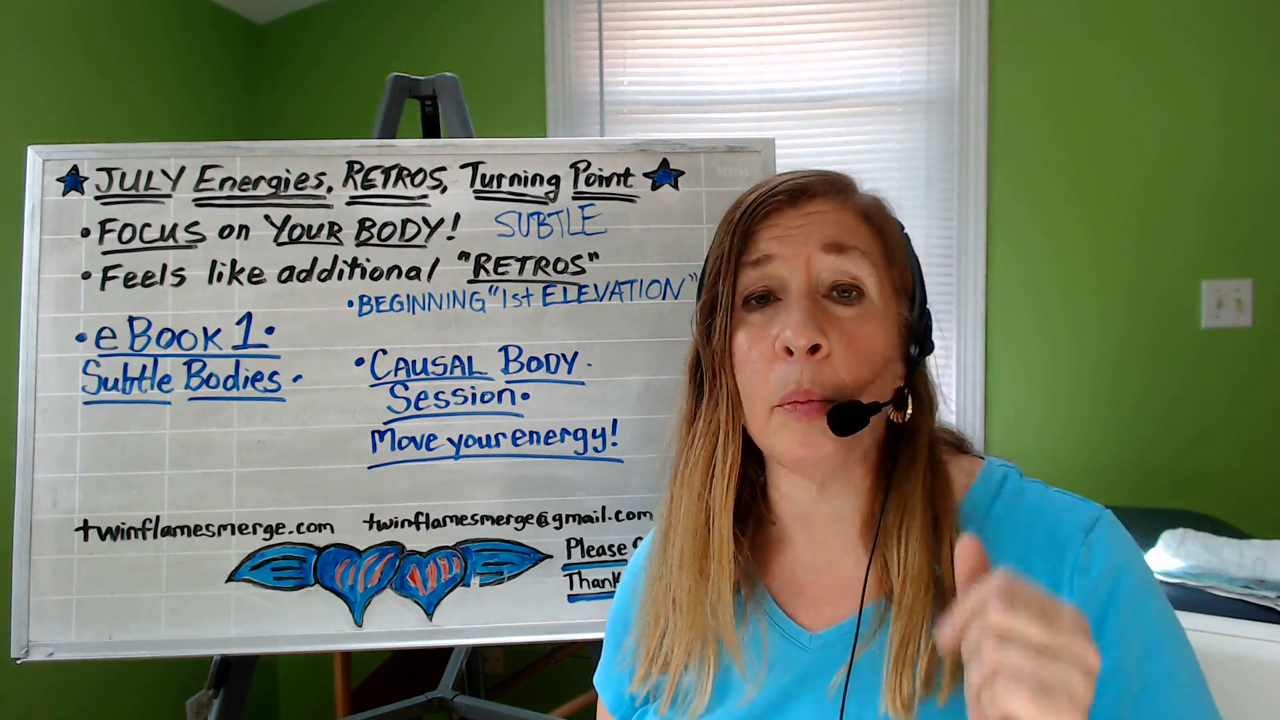 JULY Energies, RETROS, Turning Point
• FOCUS on YOUR BODY! SUBTLE
• Feels like additional "RETROS"
• BEGINNING "1st ELEVATION"
• eBook 1 •
Subtle Bodies •
• CAUSAL BODY •
Session •
Move your energy!
twinflamesmerge.com twinflamesmerge@gmail.com
Please
Thank